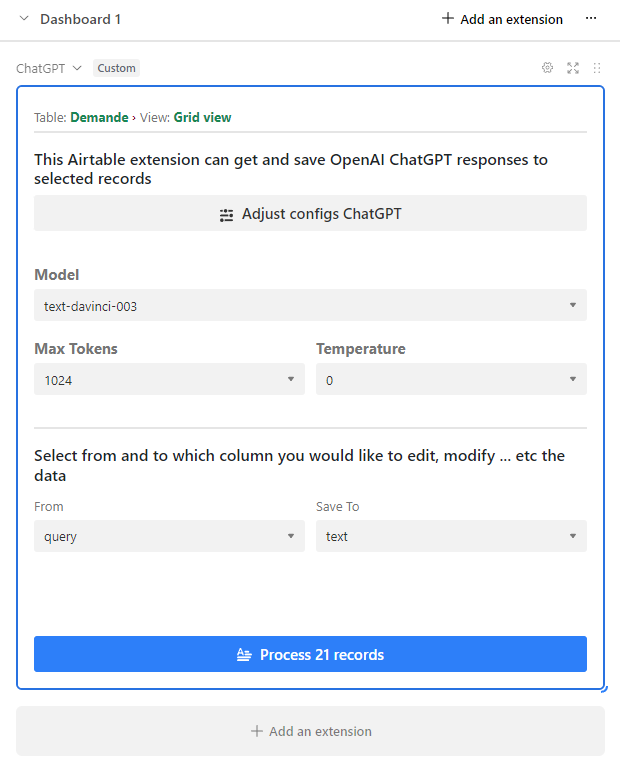 Dashboard 1
Add an extension
ChatGPT
Custom
Table: Demande › View: Grid view
This Airtable extension can get and save OpenAI ChatGPT responses to
selected records
Adjust configs ChatGPT
Model
text-davinci-003
Max Tokens
Temperature
1024
0
Select from and to which column you would like to edit, modify ... etc the
data
From
Save To
query
text
Process 21 records
Add an extension